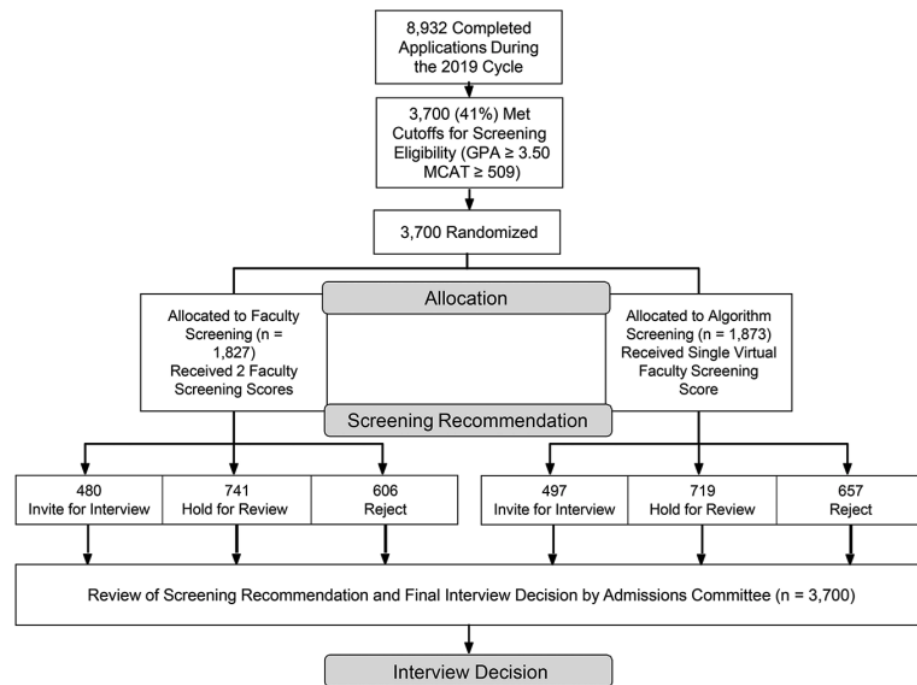 8,932 Completed
Applications During
the 2019 Cycle
3,700 (41%) Met
Cutoffs for Screening
Eligibility (GPA ≥ 3.50
MCAT ≥ 509)
3,700 Randomized
Allocation
Allocated to Faculty
Screening (n =
1,827)
Received 2 Faculty
Screening Scores
Allocated to Algorithm
Screening (n = 1,873)
Received Single Virtual
Faculty Screening
Score
Screening Recommendation
480
Invite for Interview
741
Hold for Review
606
Reject
497
Invite for Interview
719
Hold for Review
657
Reject
Review of Screening Recommendation and Final Interview Decision by Admissions Committee (n = 3,700)
Interview Decision